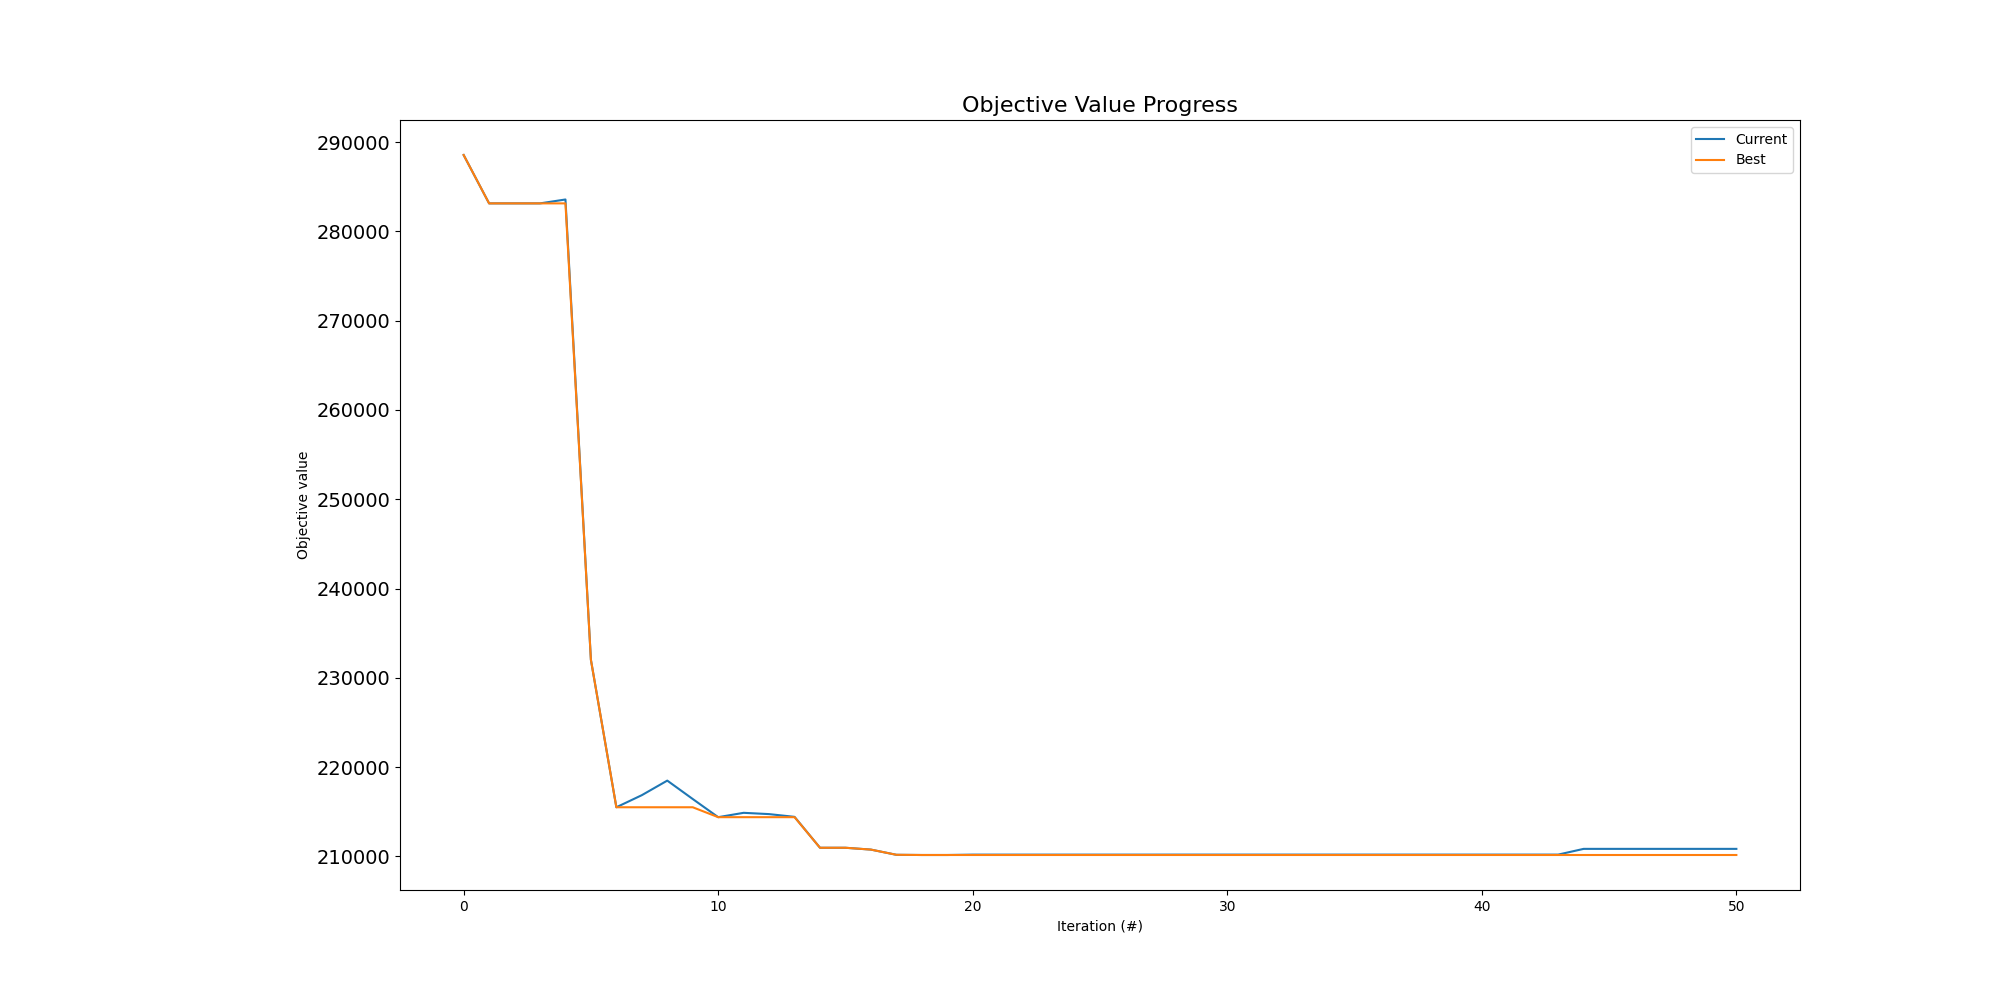 Objective Value Progress
Current
Best
290000
280000
270000
260000
250000
240000
230000
220000
210000
Objective value
0 10 20 30 40 50
Iteration (#)